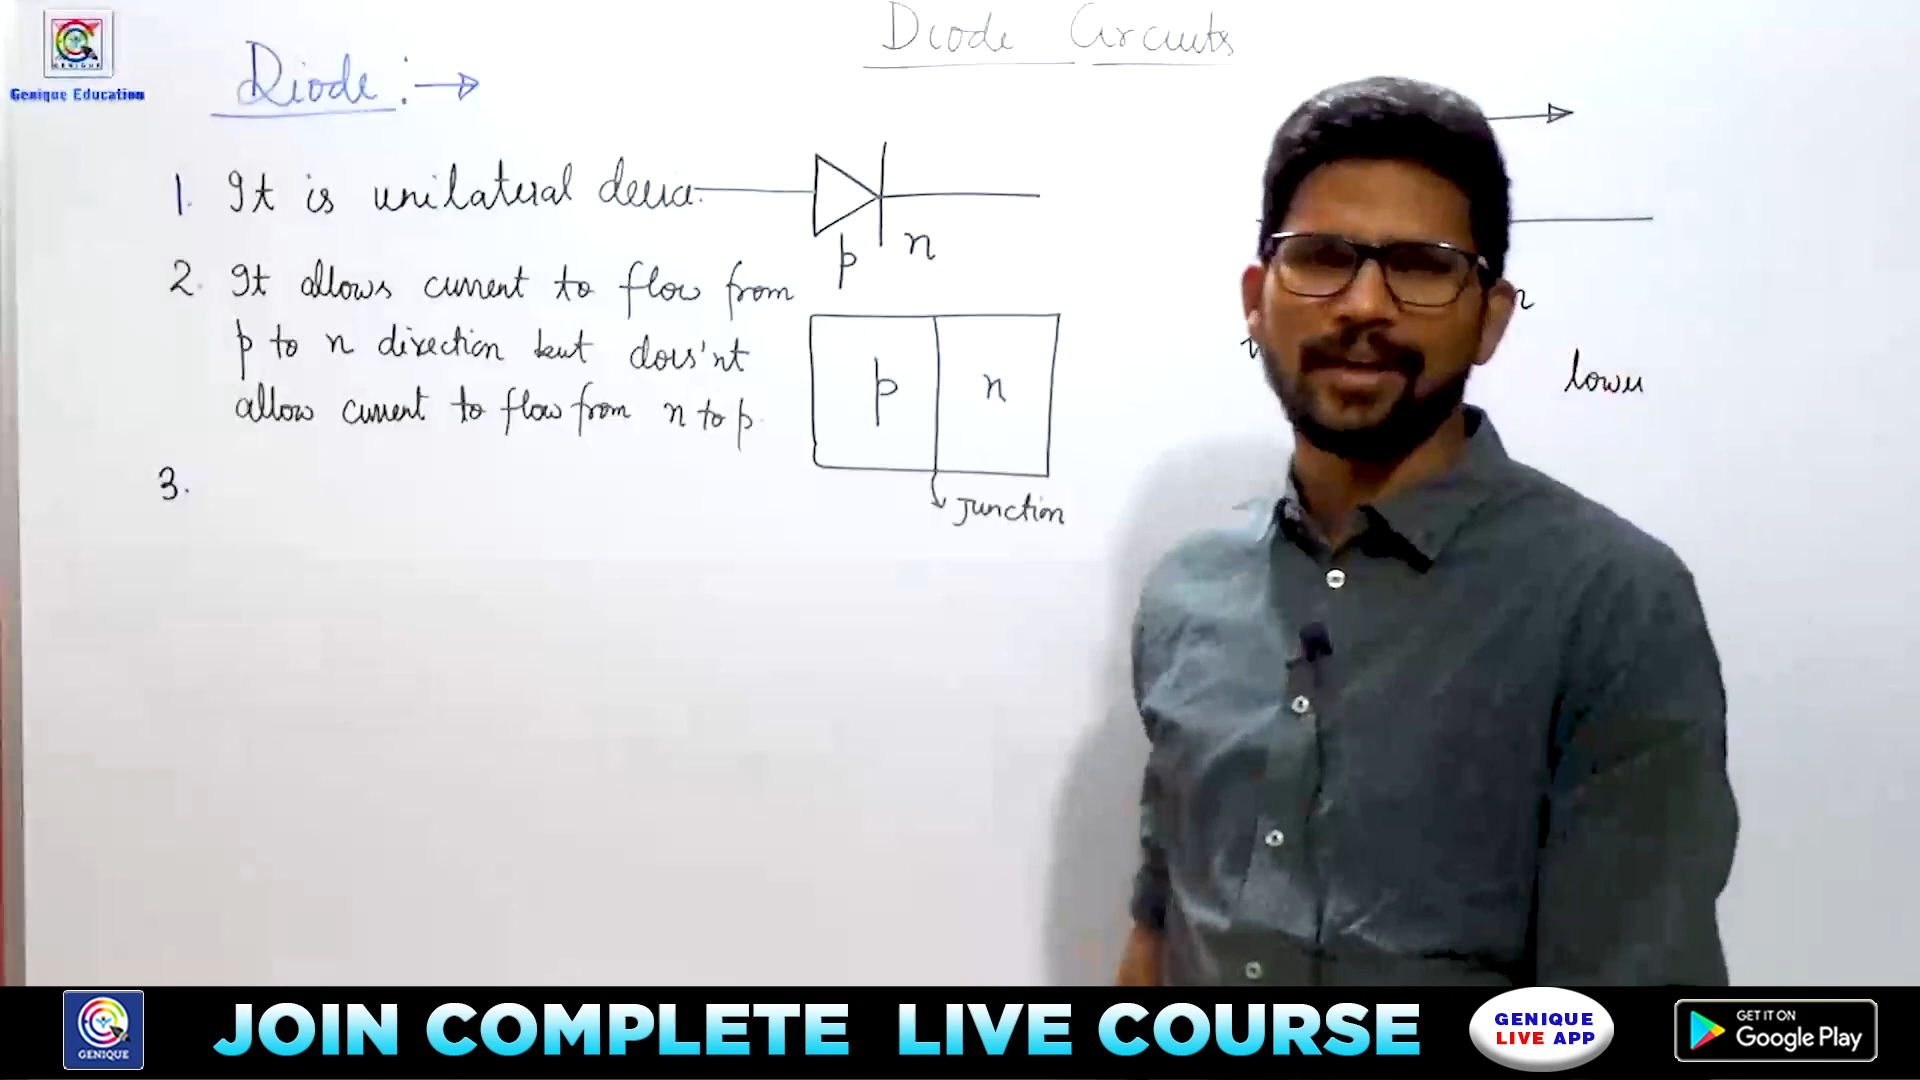 GENIQUE
Genique Education
Diode Circuits
Diode :→
1. It is unilateral device.
p n
2. It allows current to flow from
p to n direction but does'nt
allow current to flow from n to p.
3.
p n
Junction
n
lower
GENIQUE
JOIN COMPLETE LIVE COURSE
GENIQUE
LIVE APP
GET IT ON
Google Play